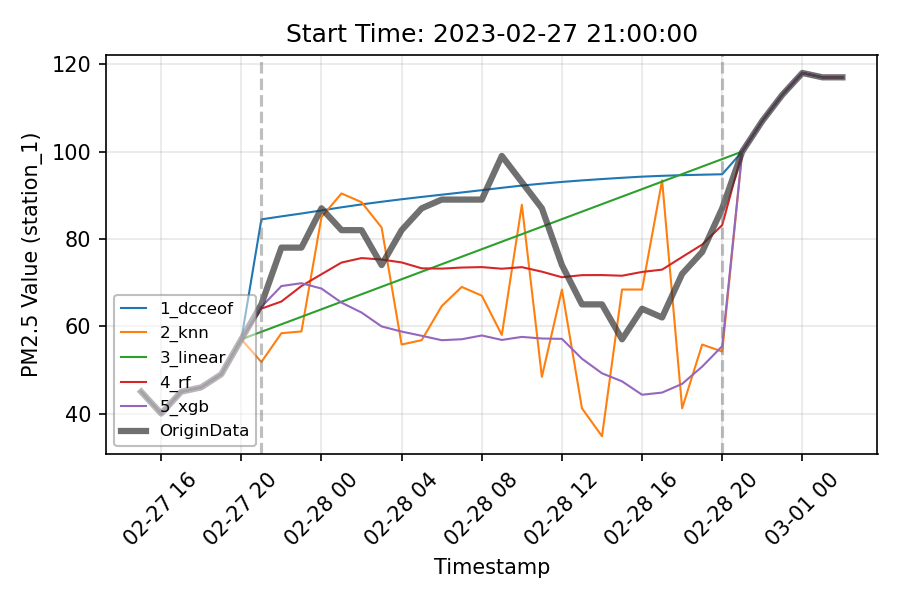 Start Time: 2023-02-27 21:00:00
PM2.5 Value (station_1)
120
100
80
60
40
1_dcceof
2_knn
3_linear
4_rf
5_xgb
OriginData
02-27 16
02-27 20
02-28 00
02-28 04
02-28 08
02-28 12
02-28 16
02-28 20
03-01 00
Timestamp